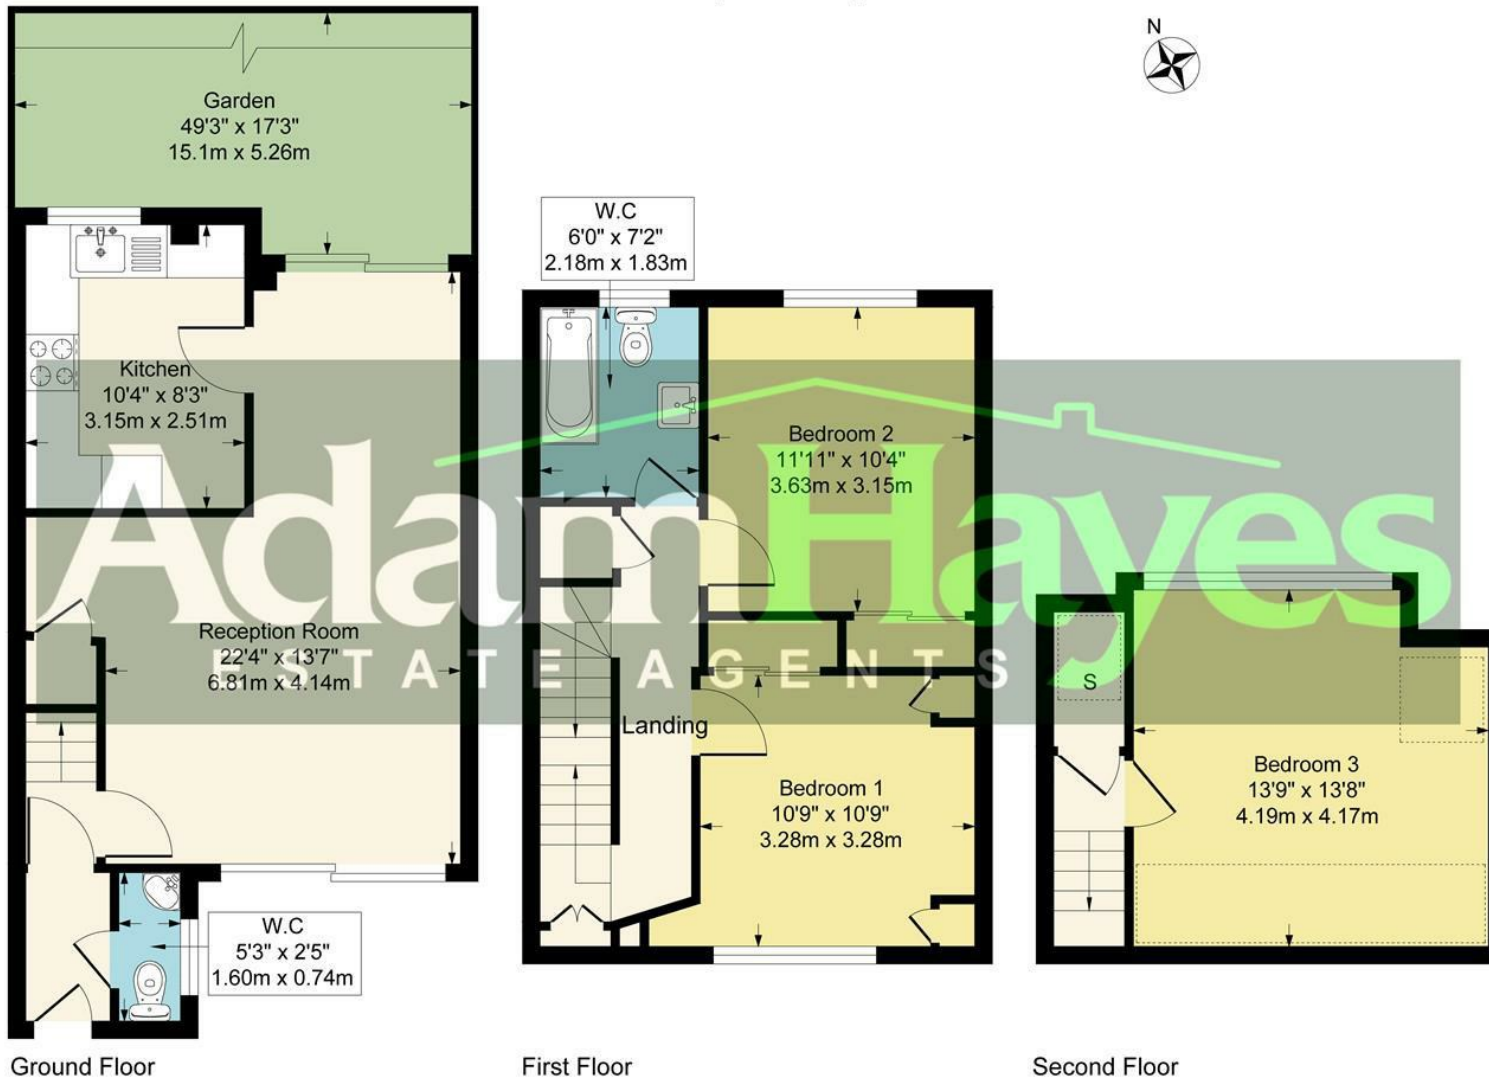 N
Garden
49'3" x 17'3"
15.1m x 5.26m
W.C
6'0" x 7'2"
2.18m x 1.83m
Kitchen
10'4" x 8'3"
3.15m x 2.51m
Bedroom 2
11'11" x 10'4"
3.63m x 3.15m
AdamHayes
ESTATE AGENTS
Reception Room
22'4" x 13'7"
6.81m x 4.14m
S
Landing
Bedroom 1
10'9" x 10'9"
3.28m x 3.28m
Bedroom 3
13'9" x 13'8"
4.19m x 4.17m
W.C
5'3" x 2'5"
1.60m x 0.74m
Ground Floor
First Floor
Second Floor